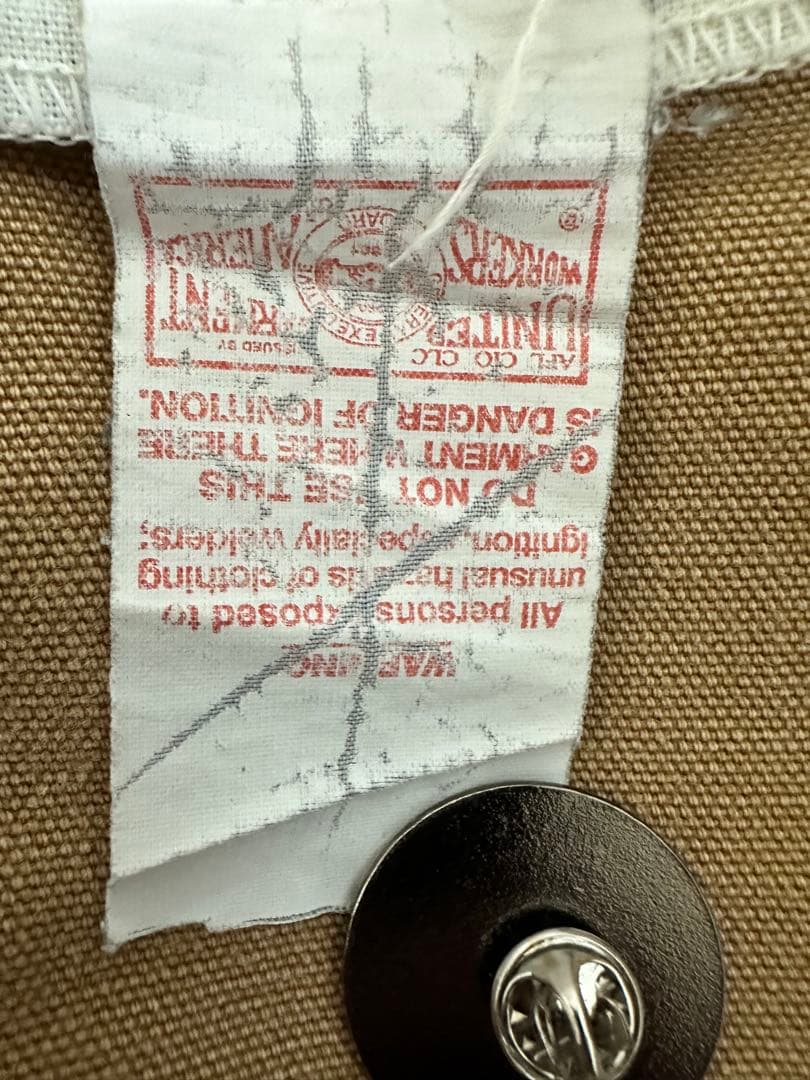 WARNING
All persons exposed to
unusual hazards of clothing
ignition, especially welders;
DO NOT USE THIS
GARMENT WHERE THERE
IS DANGER OF IGNITION.
AFL CIO CLC ISSUED BY
UNITED GARMENT
WORKERS AMERICA
®